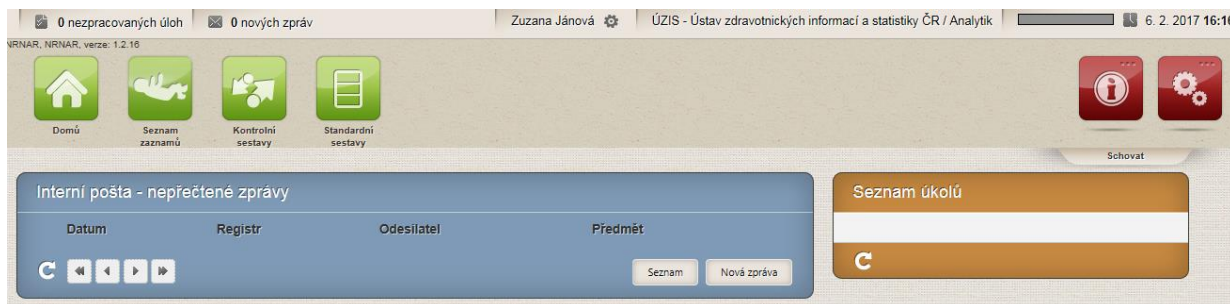 0 nezpracovaných úloh 0 nových zpráv Zuzana Jánová ÚZIS - Ústav zdravotnických informací a statistiky ČR / Analytik 6. 2. 2017 16:16
NRNAR, NRNAR, verze: 1.2.16
Domů Seznam zaznamů Kontrolní sestavy Standardní sestavy
Schovat
Interní pošta - nepřečtené zprávy Seznam úkolů
Datum Registr Odesilatel Předmět
Seznam Nová zpráva